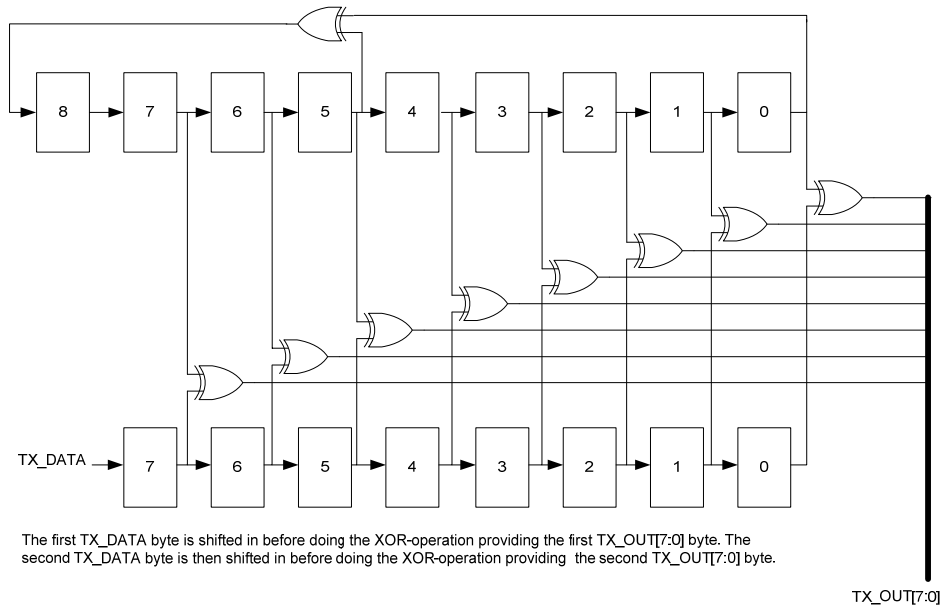 8 7 6 5 4 3 2 1 0
TX_DATA 7 6 5 4 3 2 1 0
The first TX_DATA byte is shifted in before doing the XOR-operation providing the first TX_OUT[7:0] byte. The
second TX_DATA byte is then shifted in before doing the XOR-operation providing the second TX_OUT[7:0] byte.
TX_OUT[7:0]